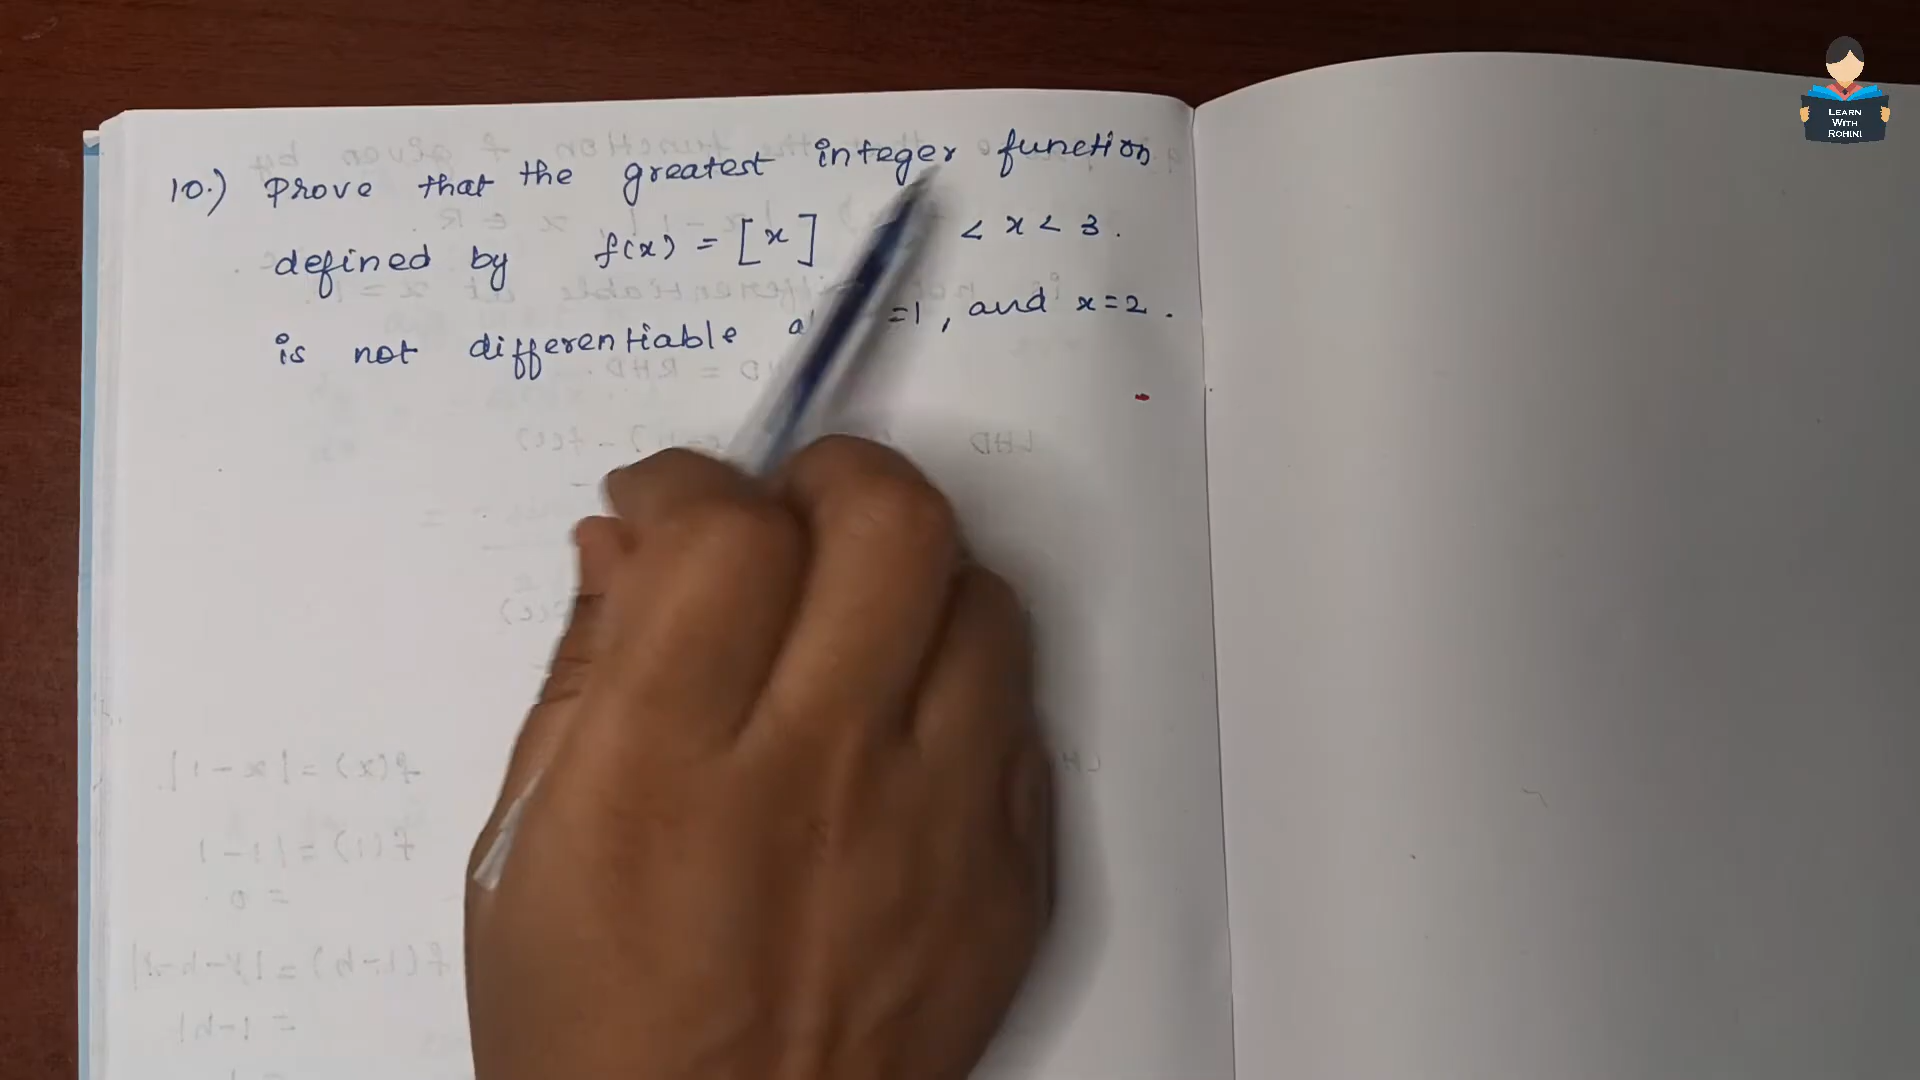 10.) Prove that the greatest integer function
defined by f(x) = [x] < x < 3.
is not differentiable =1, and x=2.
LEARN
WITH
ROHINI